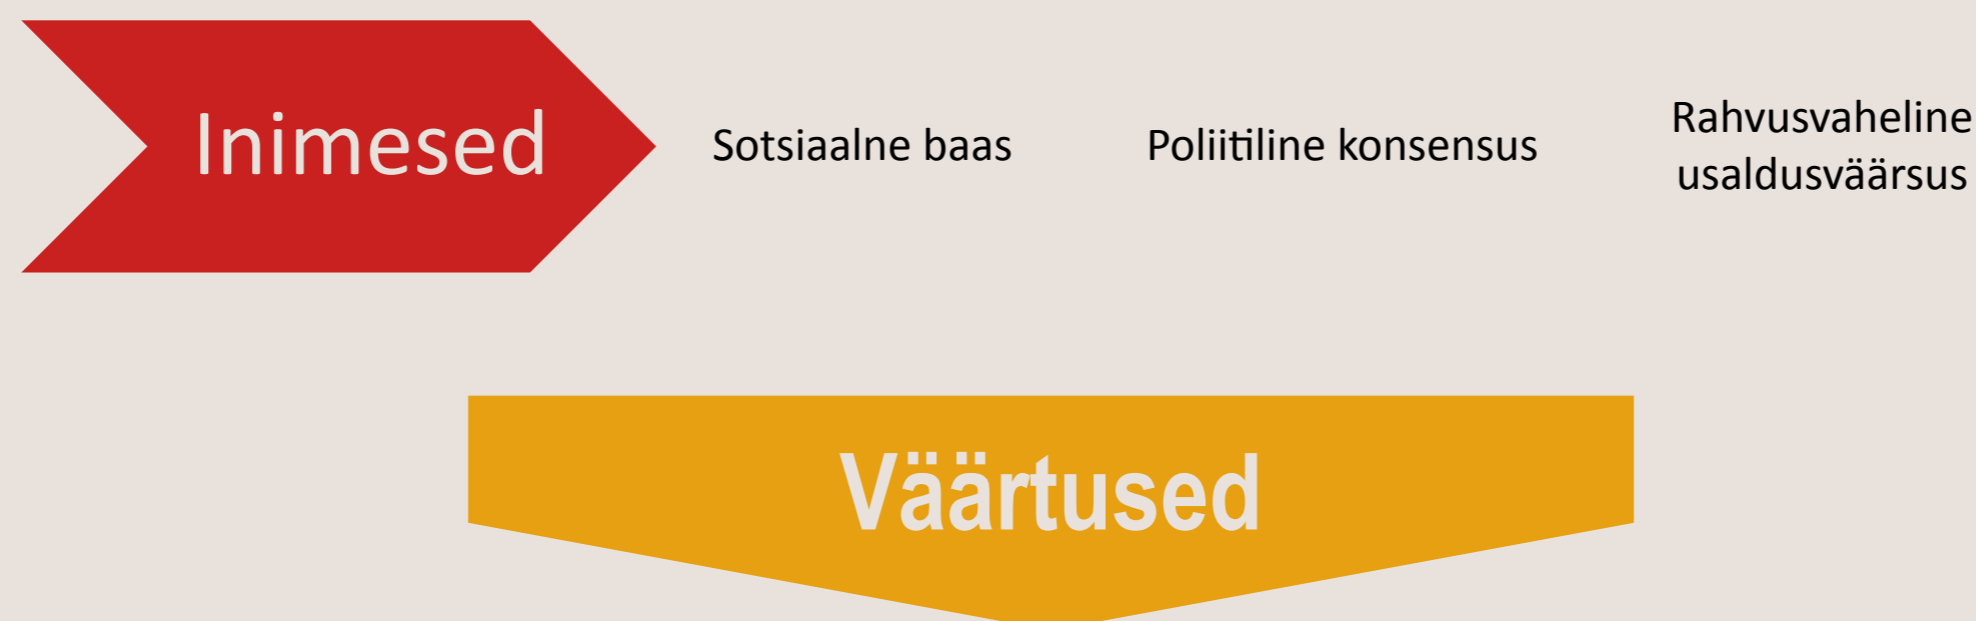 Inimesed
Sotsiaalne baas
Poliitiline konsensus
Rahvusvaheline
usaldusväärsus
Väärtused